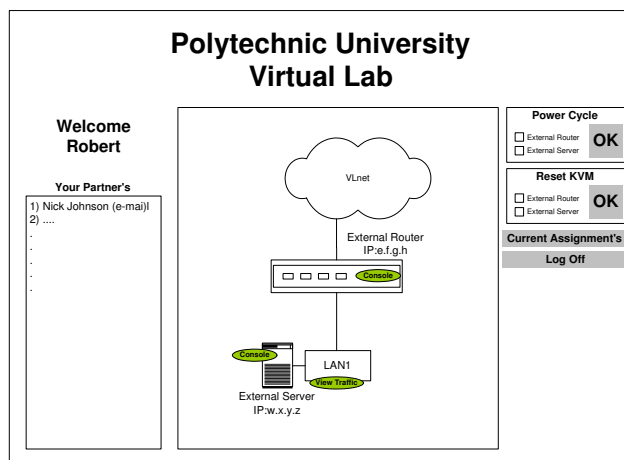 Polytechnic University
Virtual Lab
Welcome
Robert
Your Partner's
1) Nick Johnson (e-mai)l
2) ....
.
.
.
.
.
VLnet
External Router
IP:e.f.g.h
Console
Console
LAN1
View Traffic
External Server
IP:w.x.y.z
Power Cycle
External Router
External Server
OK
Reset KVM
External Router
External Server
OK
Current Assignment's
Log Off